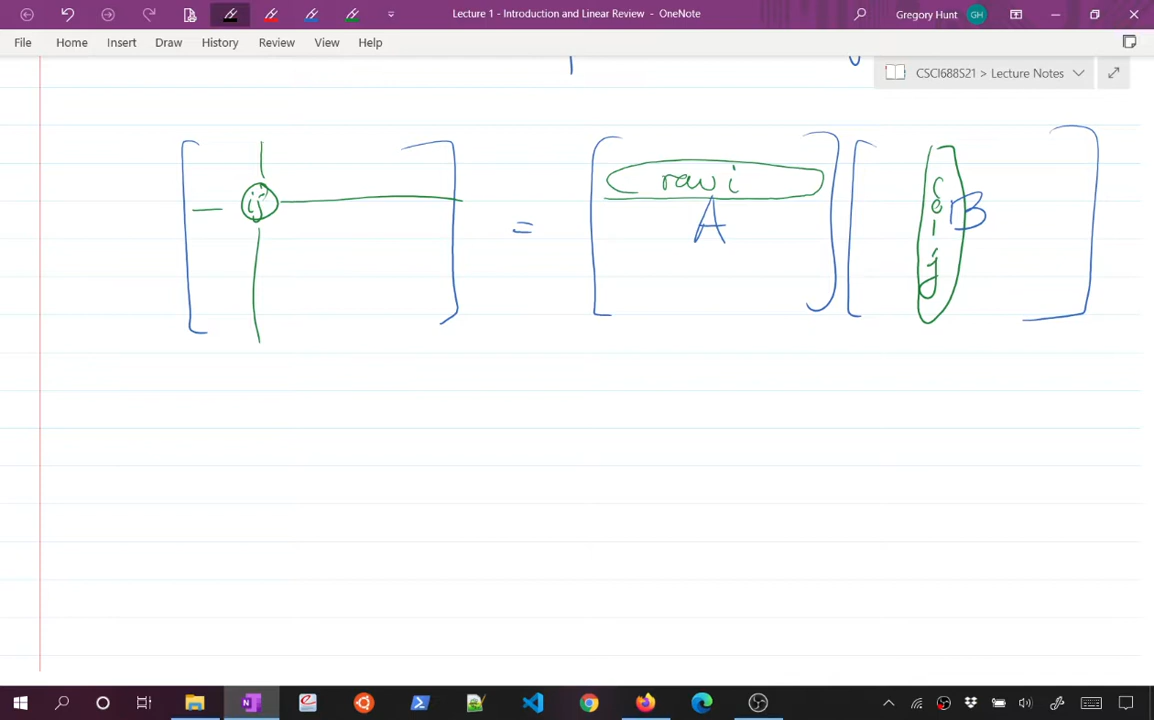 Lecture 1 - Introduction and Linear Review - OneNote
Gregory Hunt GH
File Home Insert Draw History Review View Help
CSCI688S21 > Lecture Notes
ij = row i A col j B